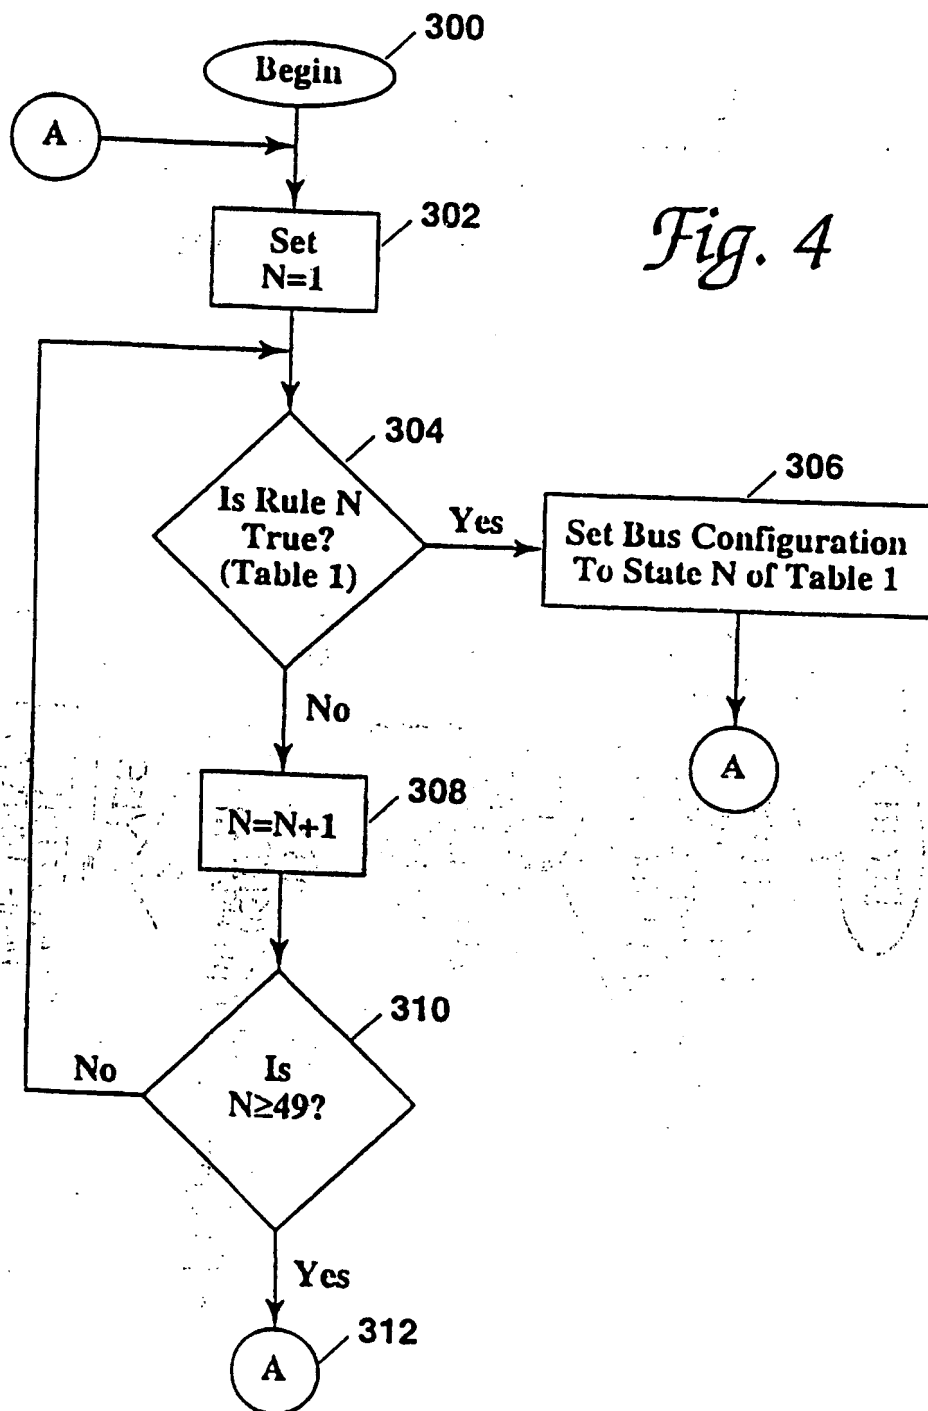 300
Begin
A
302
Set
N=1
Fig. 4
304
Is Rule N
True?
(Table 1)
Yes
306
Set Bus Configuration
To State N of Table 1
No
A
308
N=N+1
310
Is
N≥49?
No
Yes
312
A